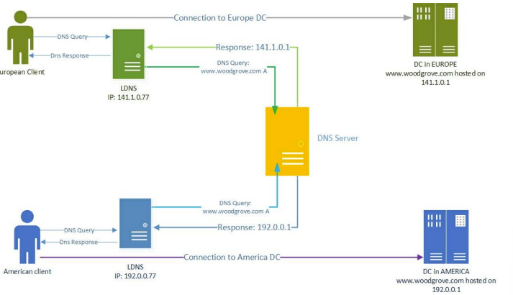 Connection to Europe DC
DNS Query
Dns Response
Response: 141.1.0.1
DNS Query:
www.woodgrove.com A
uropean Client
LDNS
IP: 141.1.0.77
DC in EUROPE
www.woodgrove.com hosted on
141.1.0.1
DNS Server
DNS Query:
www.woodgrove.com A
Response: 192.0.0.1
DNS Query
Dns Response
Connection to America DC
American client
LDNS
IP: 192.0.0.77
DC in AMERICA
www.woodgrove.com hosted on
192.0.0.1